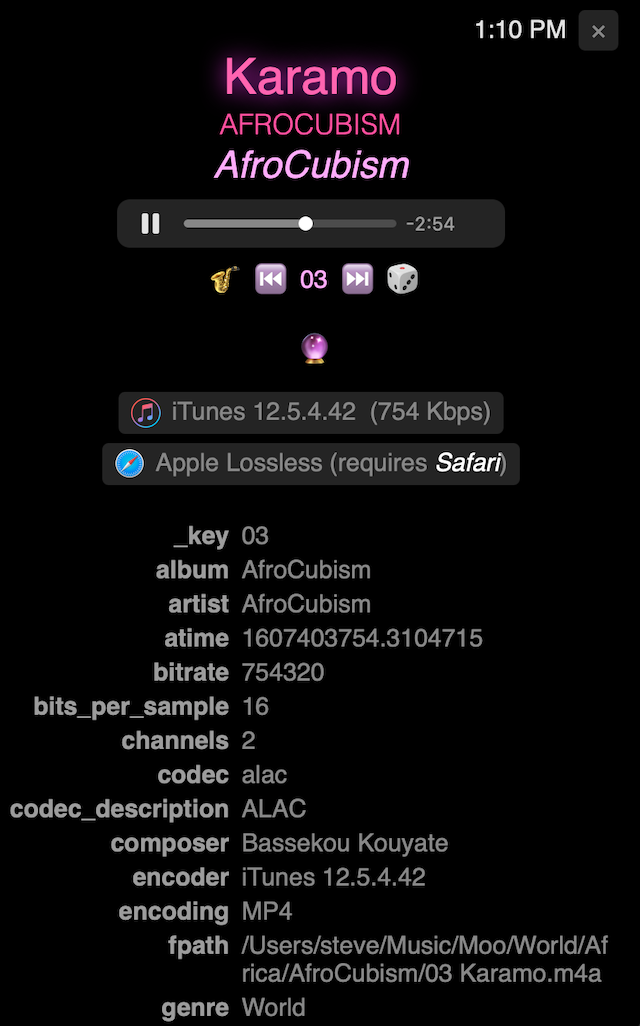 1:10 PM ×
Karamo
AFROCUBISM
AfroCubism
-2:54
03
iTunes 12.5.4.42 (754 Kbps)
Apple Lossless (requires Safari)
_key 03
album AfroCubism
artist AfroCubism
atime 1607403754.3104715
bitrate 754320
bits_per_sample 16
channels 2
codec alac
codec_description ALAC
composer Bassekou Kouyate
encoder iTunes 12.5.4.42
encoding MP4
fpath /Users/steve/Music/Moo/World/Af
rica/AfroCubism/03 Karamo.m4a
genre World